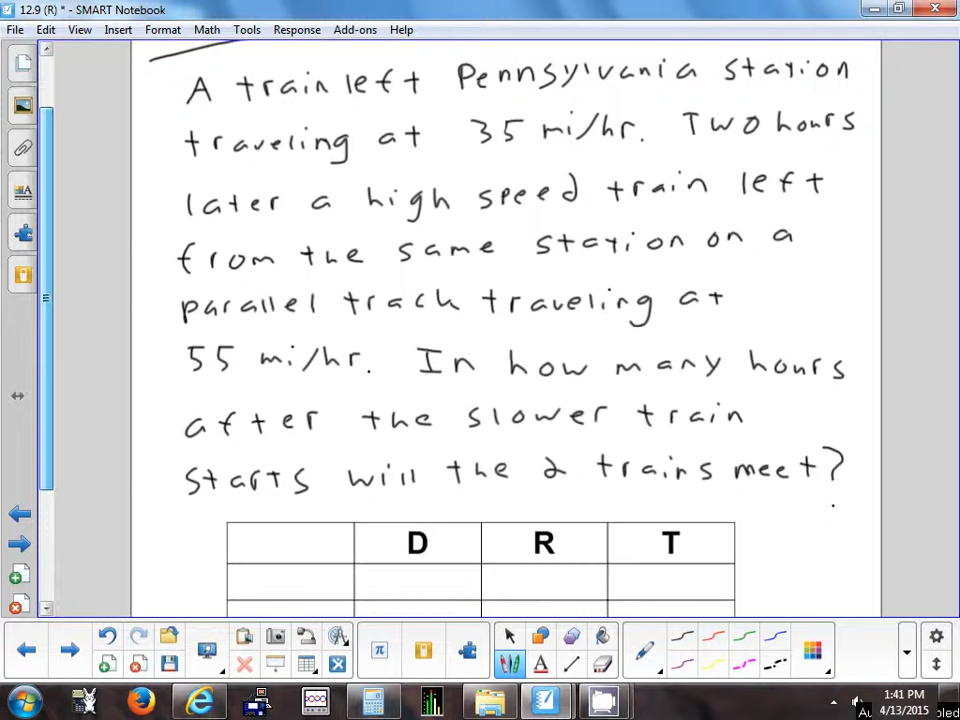 12.9 (R) * - SMART Notebook
File Edit View Insert Format Math Tools Response Add-ons Help
A train left Pennsylvania station
traveling at 35 mi/hr. Two hours
later a high speed train left
from the same station on a
parallel track traveling at
55 mi/hr. In how many hours
after the slower train
starts will the 2 trains meet?
D R T
1:41 PM
4/13/2015